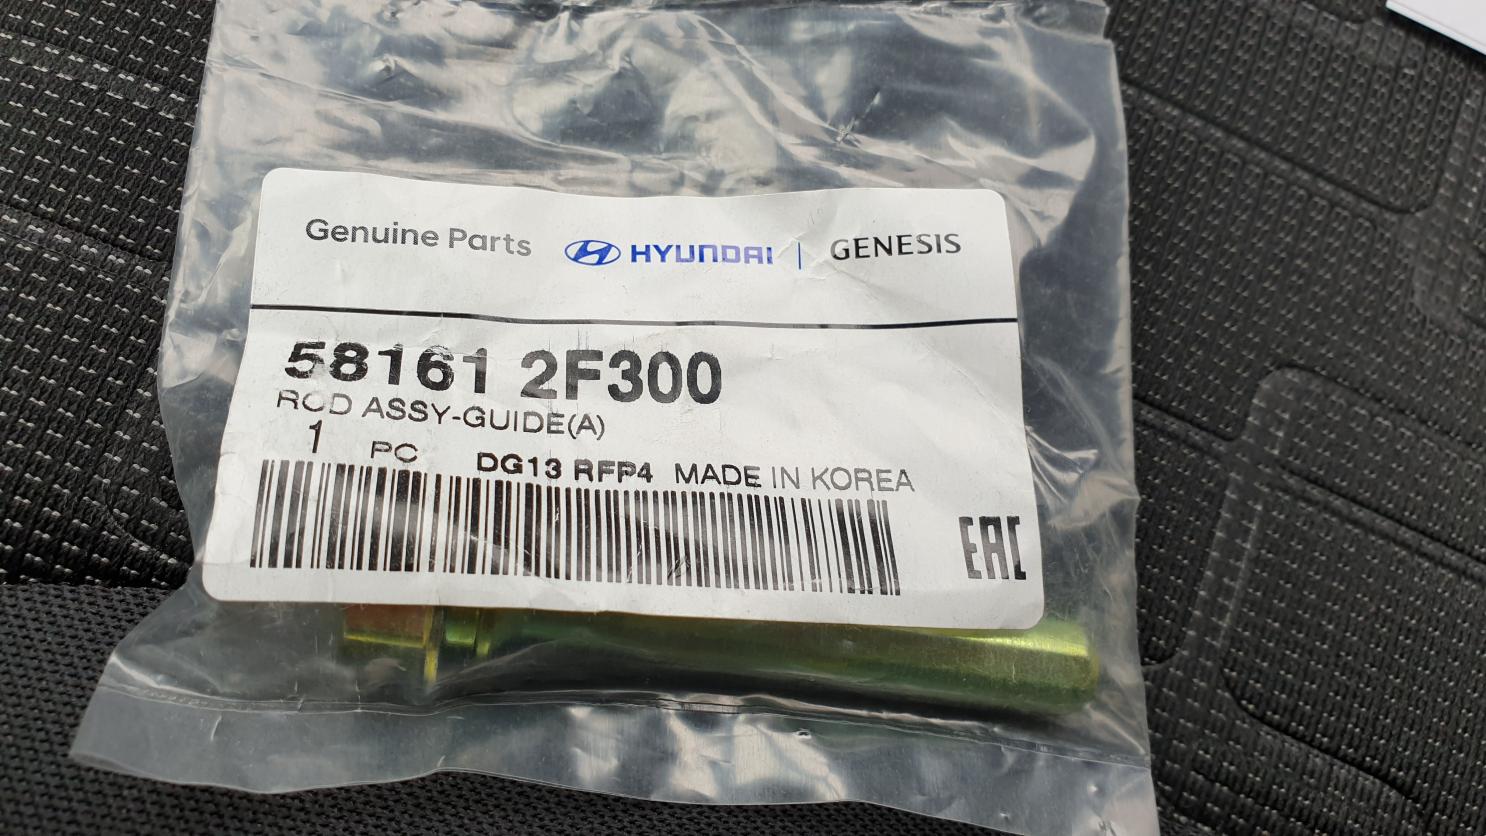 Genuine Parts HYUNDAI | GENESIS
58161 2F300
ROD ASSY-GUIDE(A)
1 PC DG13 RFP4 MADE IN KOREA
EAC